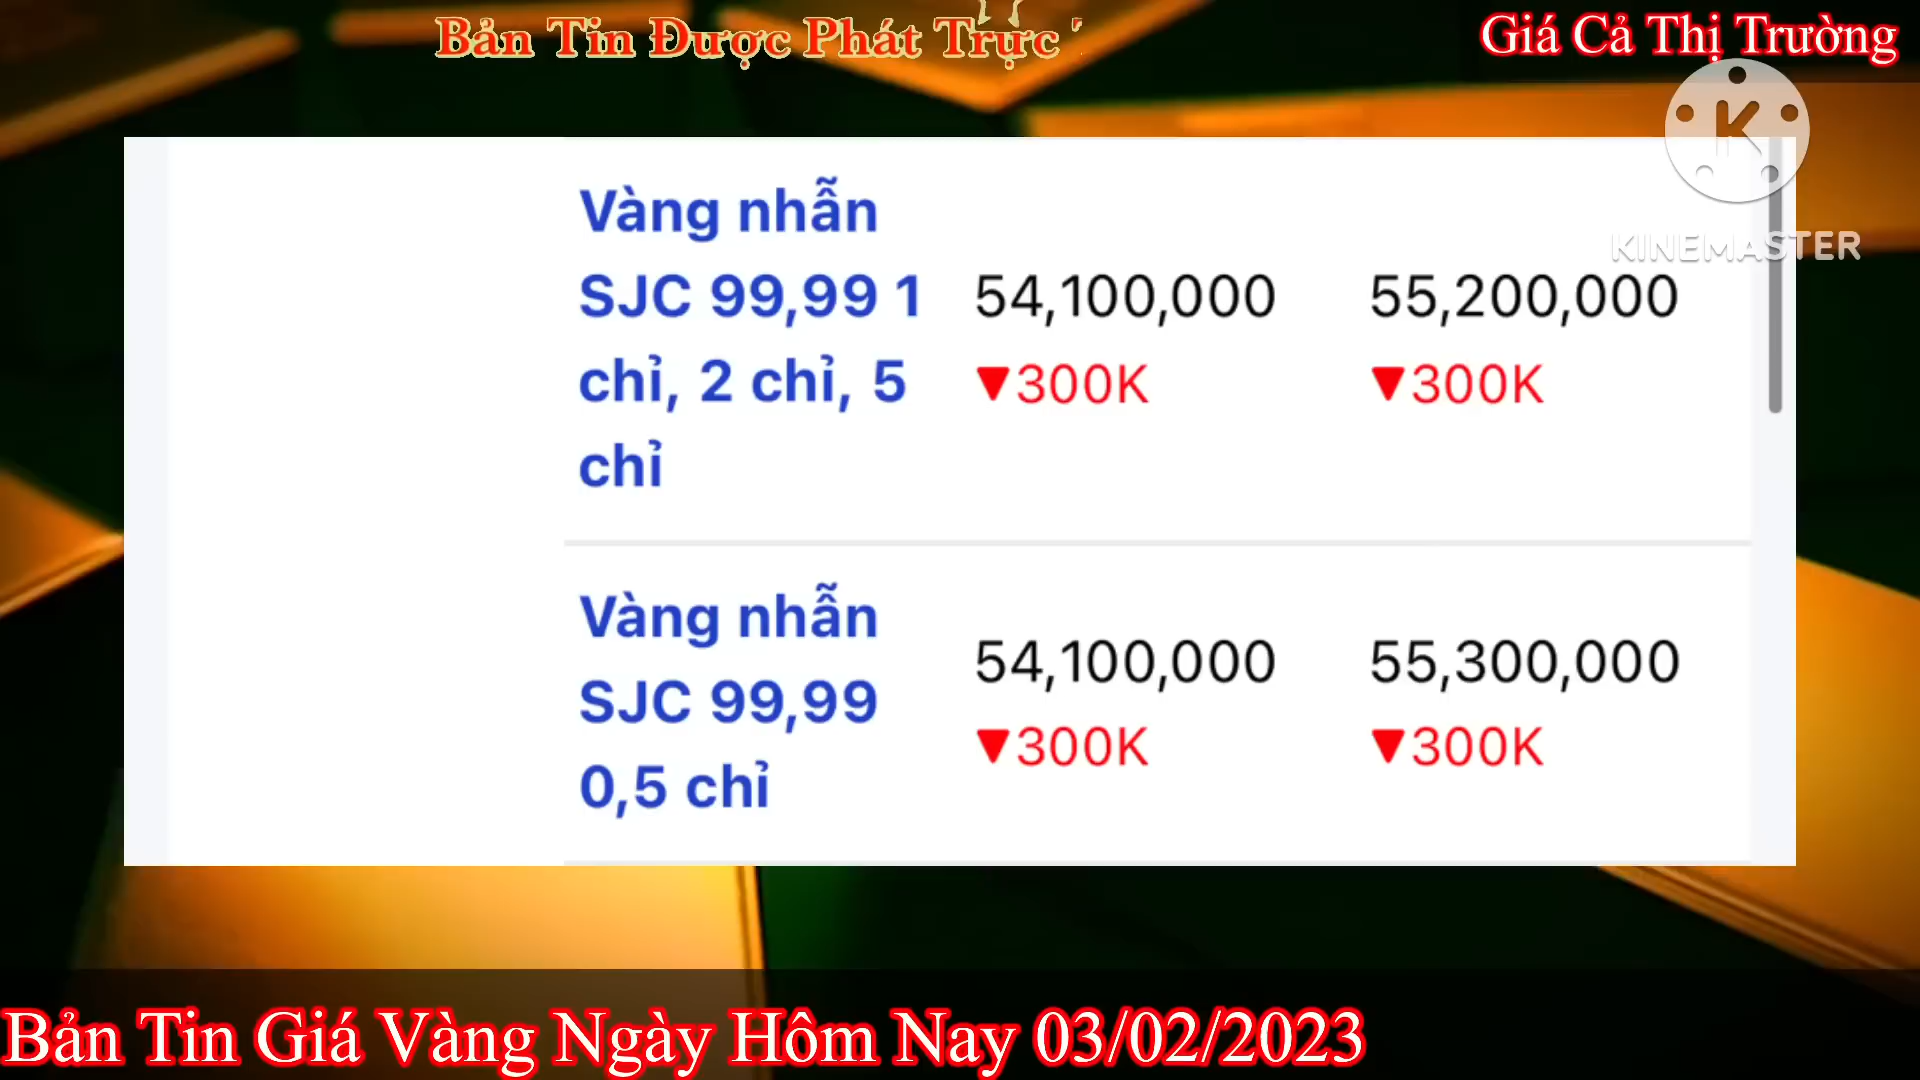 Bản Tin Được Phát Trực
Giá Cả Thị Trường
K
KINEMASTER
Vàng nhẫn
SJC 99,99 1
chỉ, 2 chỉ, 5
chỉ
54,100,000
▼300K
55,200,000
▼300K
Vàng nhẫn
SJC 99,99
0,5 chỉ
54,100,000
▼300K
55,300,000
▼300K
Bản Tin Giá Vàng Ngày Hôm Nay 03/02/2023